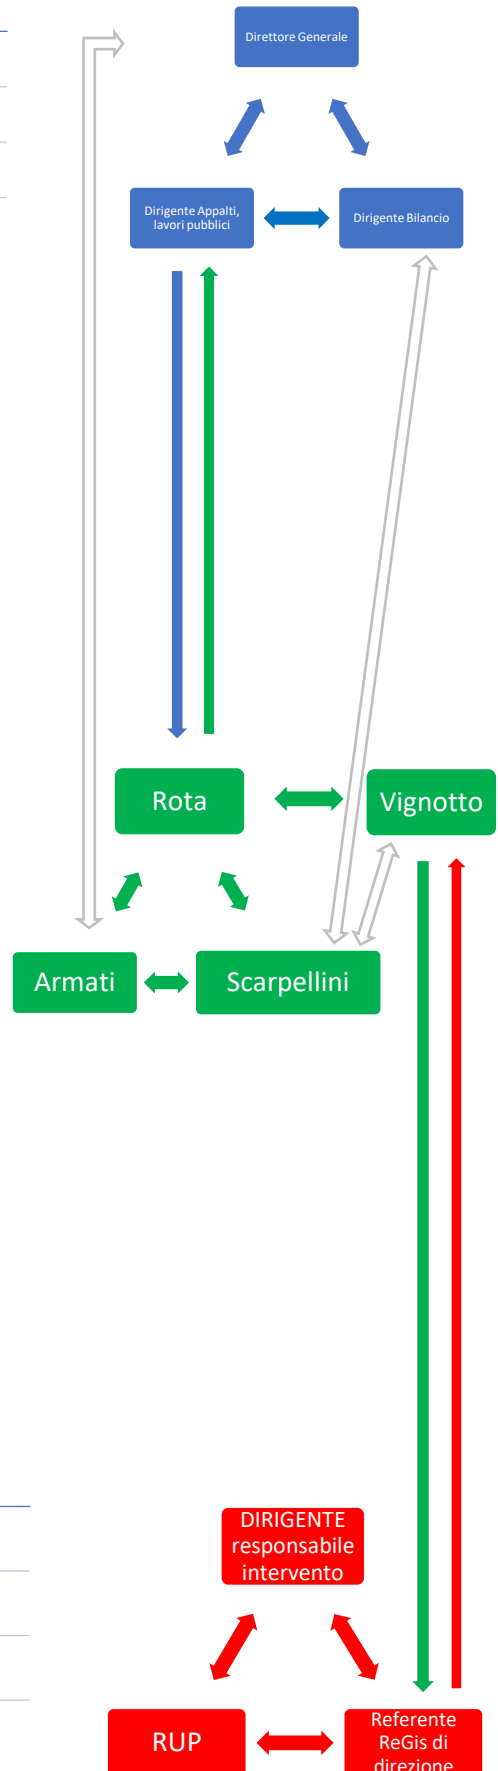 Direttore Generale
Dirigente Appalti,
lavori pubblici
Dirigente Bilancio
Rota
Vignotto
Armati
Scarpellini
DIRIGENTE
responsabile
intervento
RUP
Referente
ReGis di
direzione